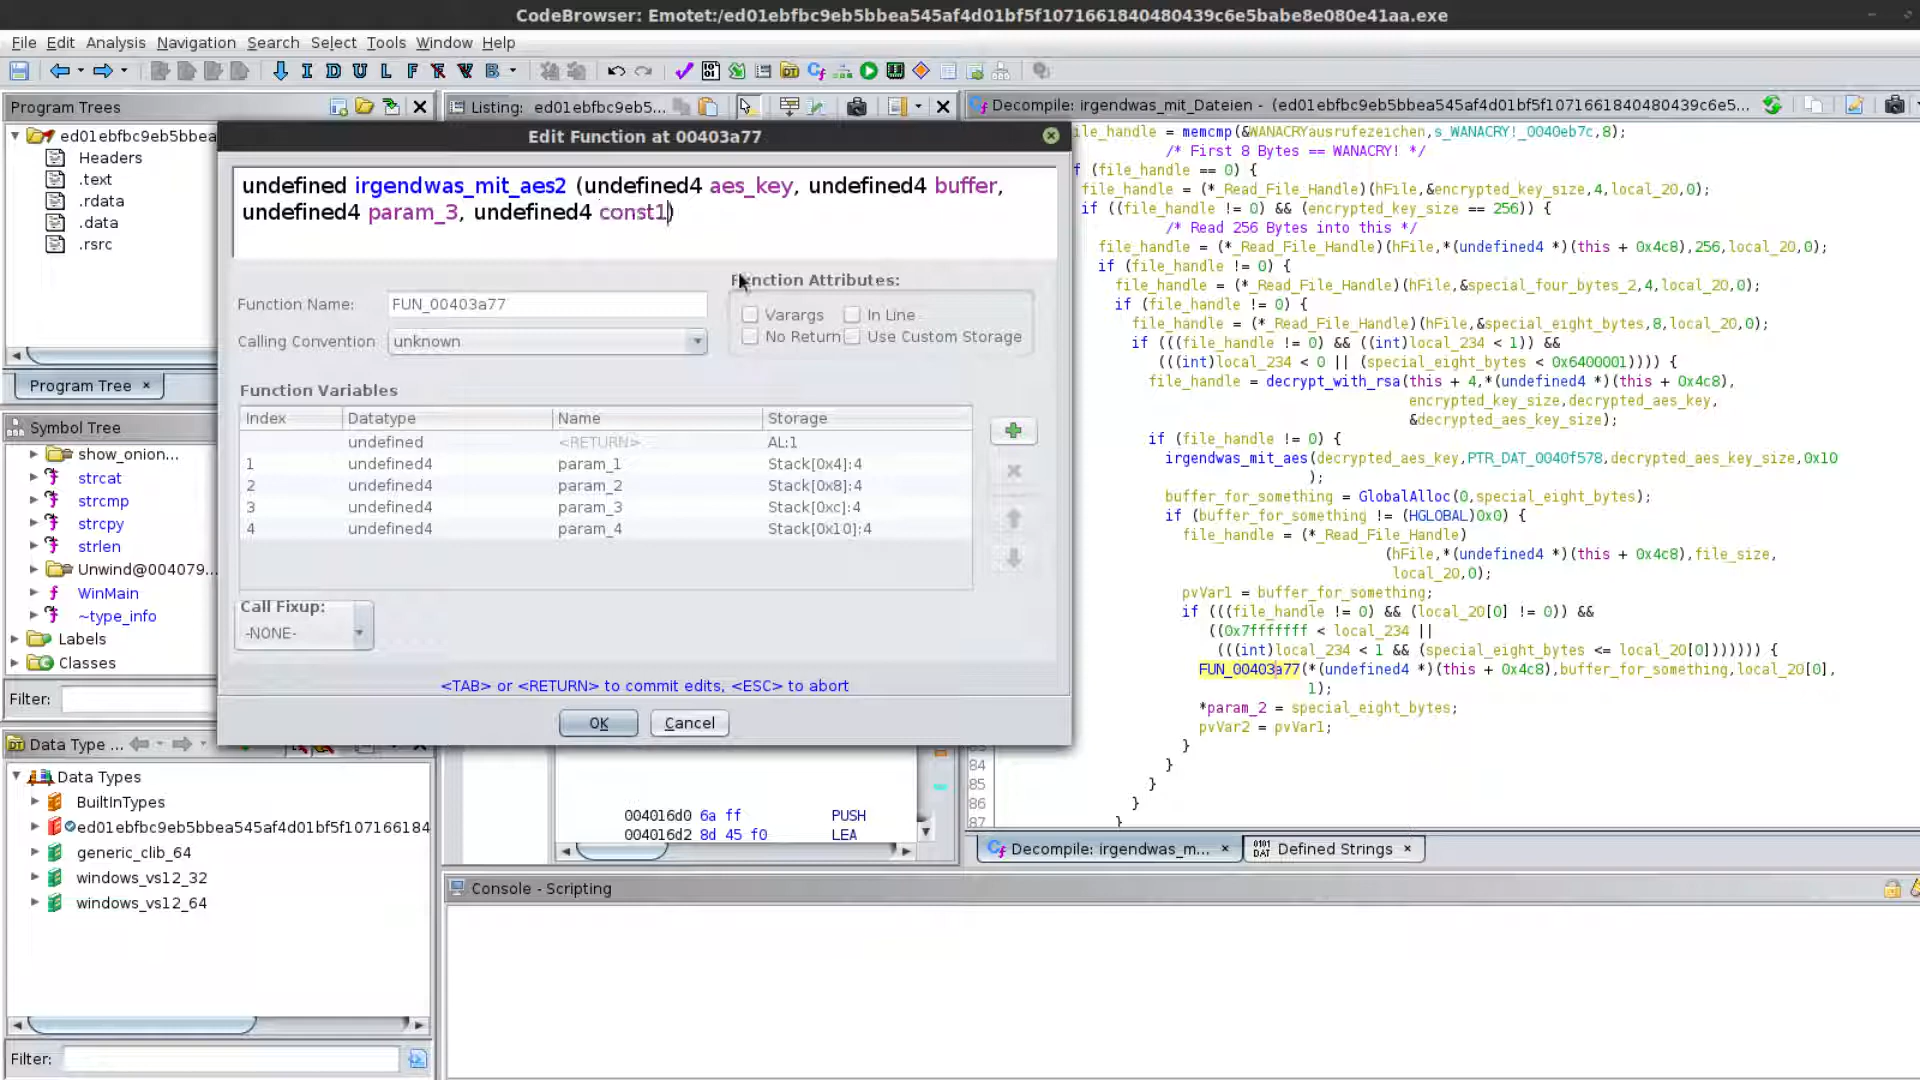 CodeBrowser: Emotet:/ed01ebfbc9eb5bbea545af4d01bf5f1071661840480439c6e5babe8e080e41aa.exe
File Edit Analysis Navigation Search Select Tools Window Help
Program Trees
ed01ebfbc9eb5bbea
Headers
.text
.rdata
.data
.rsrc
Program Tree ×
Symbol Tree
show_onion...
strcat
strcmp
strcpy
strlen
Unwind@004079...
WinMain
~type_info
Labels
Classes
Filter:
Data Type ...
Data Types
BuiltInTypes
ed01ebfbc9eb5bbea545af4d01bf5f107166184
generic_clib_64
windows_vs12_32
windows_vs12_64
Filter:
Listing: ed01ebfbc9eb5...
Edit Function at 00403a77
undefined irgendwas_mit_aes2 (undefined4 aes_key, undefined4 buffer,
undefined4 param_3, undefined4 const1)
Function Name: FUN_00403a77
Calling Convention unknown
Function Attributes:
Varargs In Line
No Return Use Custom Storage
Function Variables
Index Datatype Name Storage
undefined <RETURN> AL:1
1 undefined4 param_1 Stack[0x4]:4
2 undefined4 param_2 Stack[0x8]:4
3 undefined4 param_3 Stack[0xc]:4
4 undefined4 param_4 Stack[0x10]:4
Call Fixup:
-NONE-
<TAB> or <RETURN> to commit edits, <ESC> to abort
OK Cancel
004016d0 6a ff PUSH
004016d2 8d 45 f0 LEA
Decompile: irgendwas_mit_Dateien - (ed01ebfbc9eb5bbea545af4d01bf5f1071661840480439c6e5...
ile_handle = memcmp(&WANACRYausrufezeichen,s_WANACRY!_0040eb7c,8);
/* First 8 Bytes == WANACRY! */
f (file_handle == 0) {
file_handle = (*_Read_File_Handle)(hFile,&encrypted_key_size,4,local_20,0);
if ((file_handle != 0) && (encrypted_key_size == 256)) {
/* Read 256 Bytes into this */
file_handle = (*_Read_File_Handle)(hFile,*(undefined4 *)(this + 0x4c8),256,local_20,0);
if (file_handle != 0) {
file_handle = (*_Read_File_Handle)(hFile,&special_four_bytes_2,4,local_20,0);
if (file_handle != 0) {
file_handle = (*_Read_File_Handle)(hFile,&special_eight_bytes,8,local_20,0);
if (((file_handle != 0) && ((int)local_234 < 1)) &&
(((int)local_234 < 0 || (special_eight_bytes < 0x6400001)))) {
file_handle = decrypt_with_rsa(this + 4,*(undefined4 *)(this + 0x4c8),
encrypted_key_size,decrypted_aes_key,
&decrypted_aes_key_size);
if (file_handle != 0) {
irgendwas_mit_aes(decrypted_aes_key,PTR_DAT_0040f578,decrypted_aes_key_size,0x10
);
buffer_for_something = GlobalAlloc(0,special_eight_bytes);
if (buffer_for_something != (HGLOBAL)0x0) {
file_handle = (*_Read_File_Handle)
(hFile,*(undefined4 *)(this + 0x4c8),file_size,
local_20,0);
pvVar1 = buffer_for_something;
if (((file_handle != 0) && (local_20[0] != 0)) &&
((0x7fffffff < local_234 ||
(((int)local_234 < 1 && (special_eight_bytes <= local_20[0])))))) {
FUN_00403a77(*(undefined4 *)(this + 0x4c8),buffer_for_something,local_20[0],
1);
*param_2 = special_eight_bytes;
pvVar2 = pvVar1;
}
84 }
85 }
86 }
87 }
Decompile: irgendwas_m... × Defined Strings ×
Console - Scripting